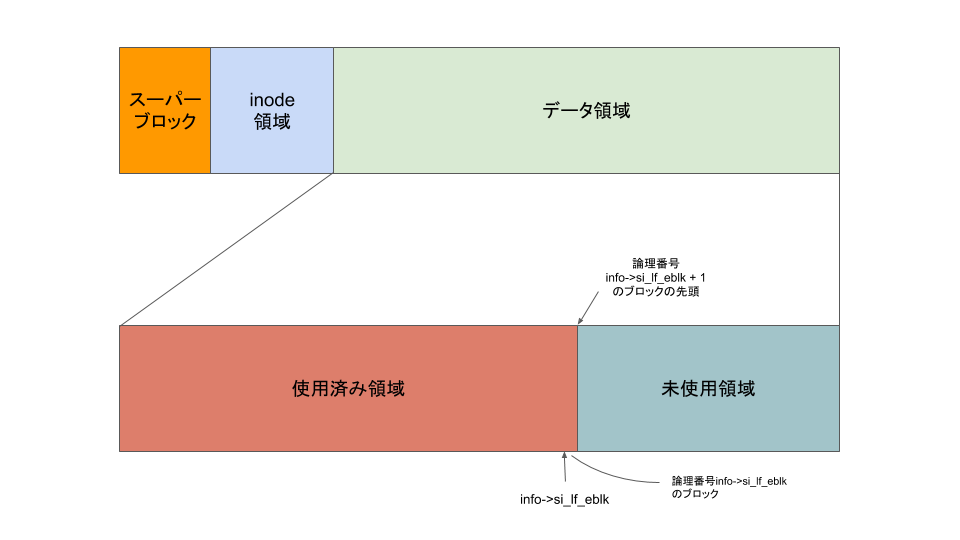 スーパー
ブロック
inode
領域
データ領域
論理番号
info->si_lf_eblk + 1
のブロックの先頭
使用済み領域
未使用領域
info->si_lf_eblk
論理番号info->si_lf_eblk
のブロック